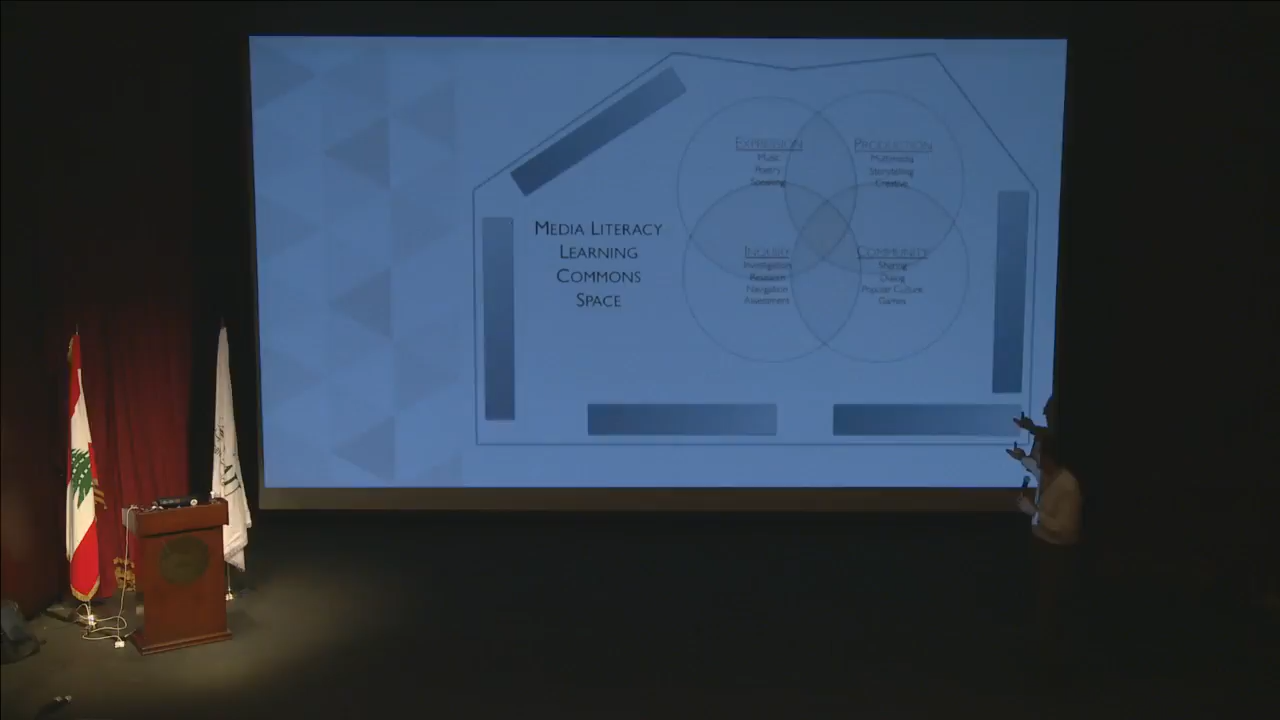 MEDIA LITERACY
LEARNING
COMMONS
SPACE
EXPRESSION
Music
Poetry
Speaking
PRODUCTION
Multimedia
Storytelling
Creative
INQUIRY
Investigation
Research
Navigation
Assessment
COMMUNITY
Sharing
Dialog
Popular Culture
Games